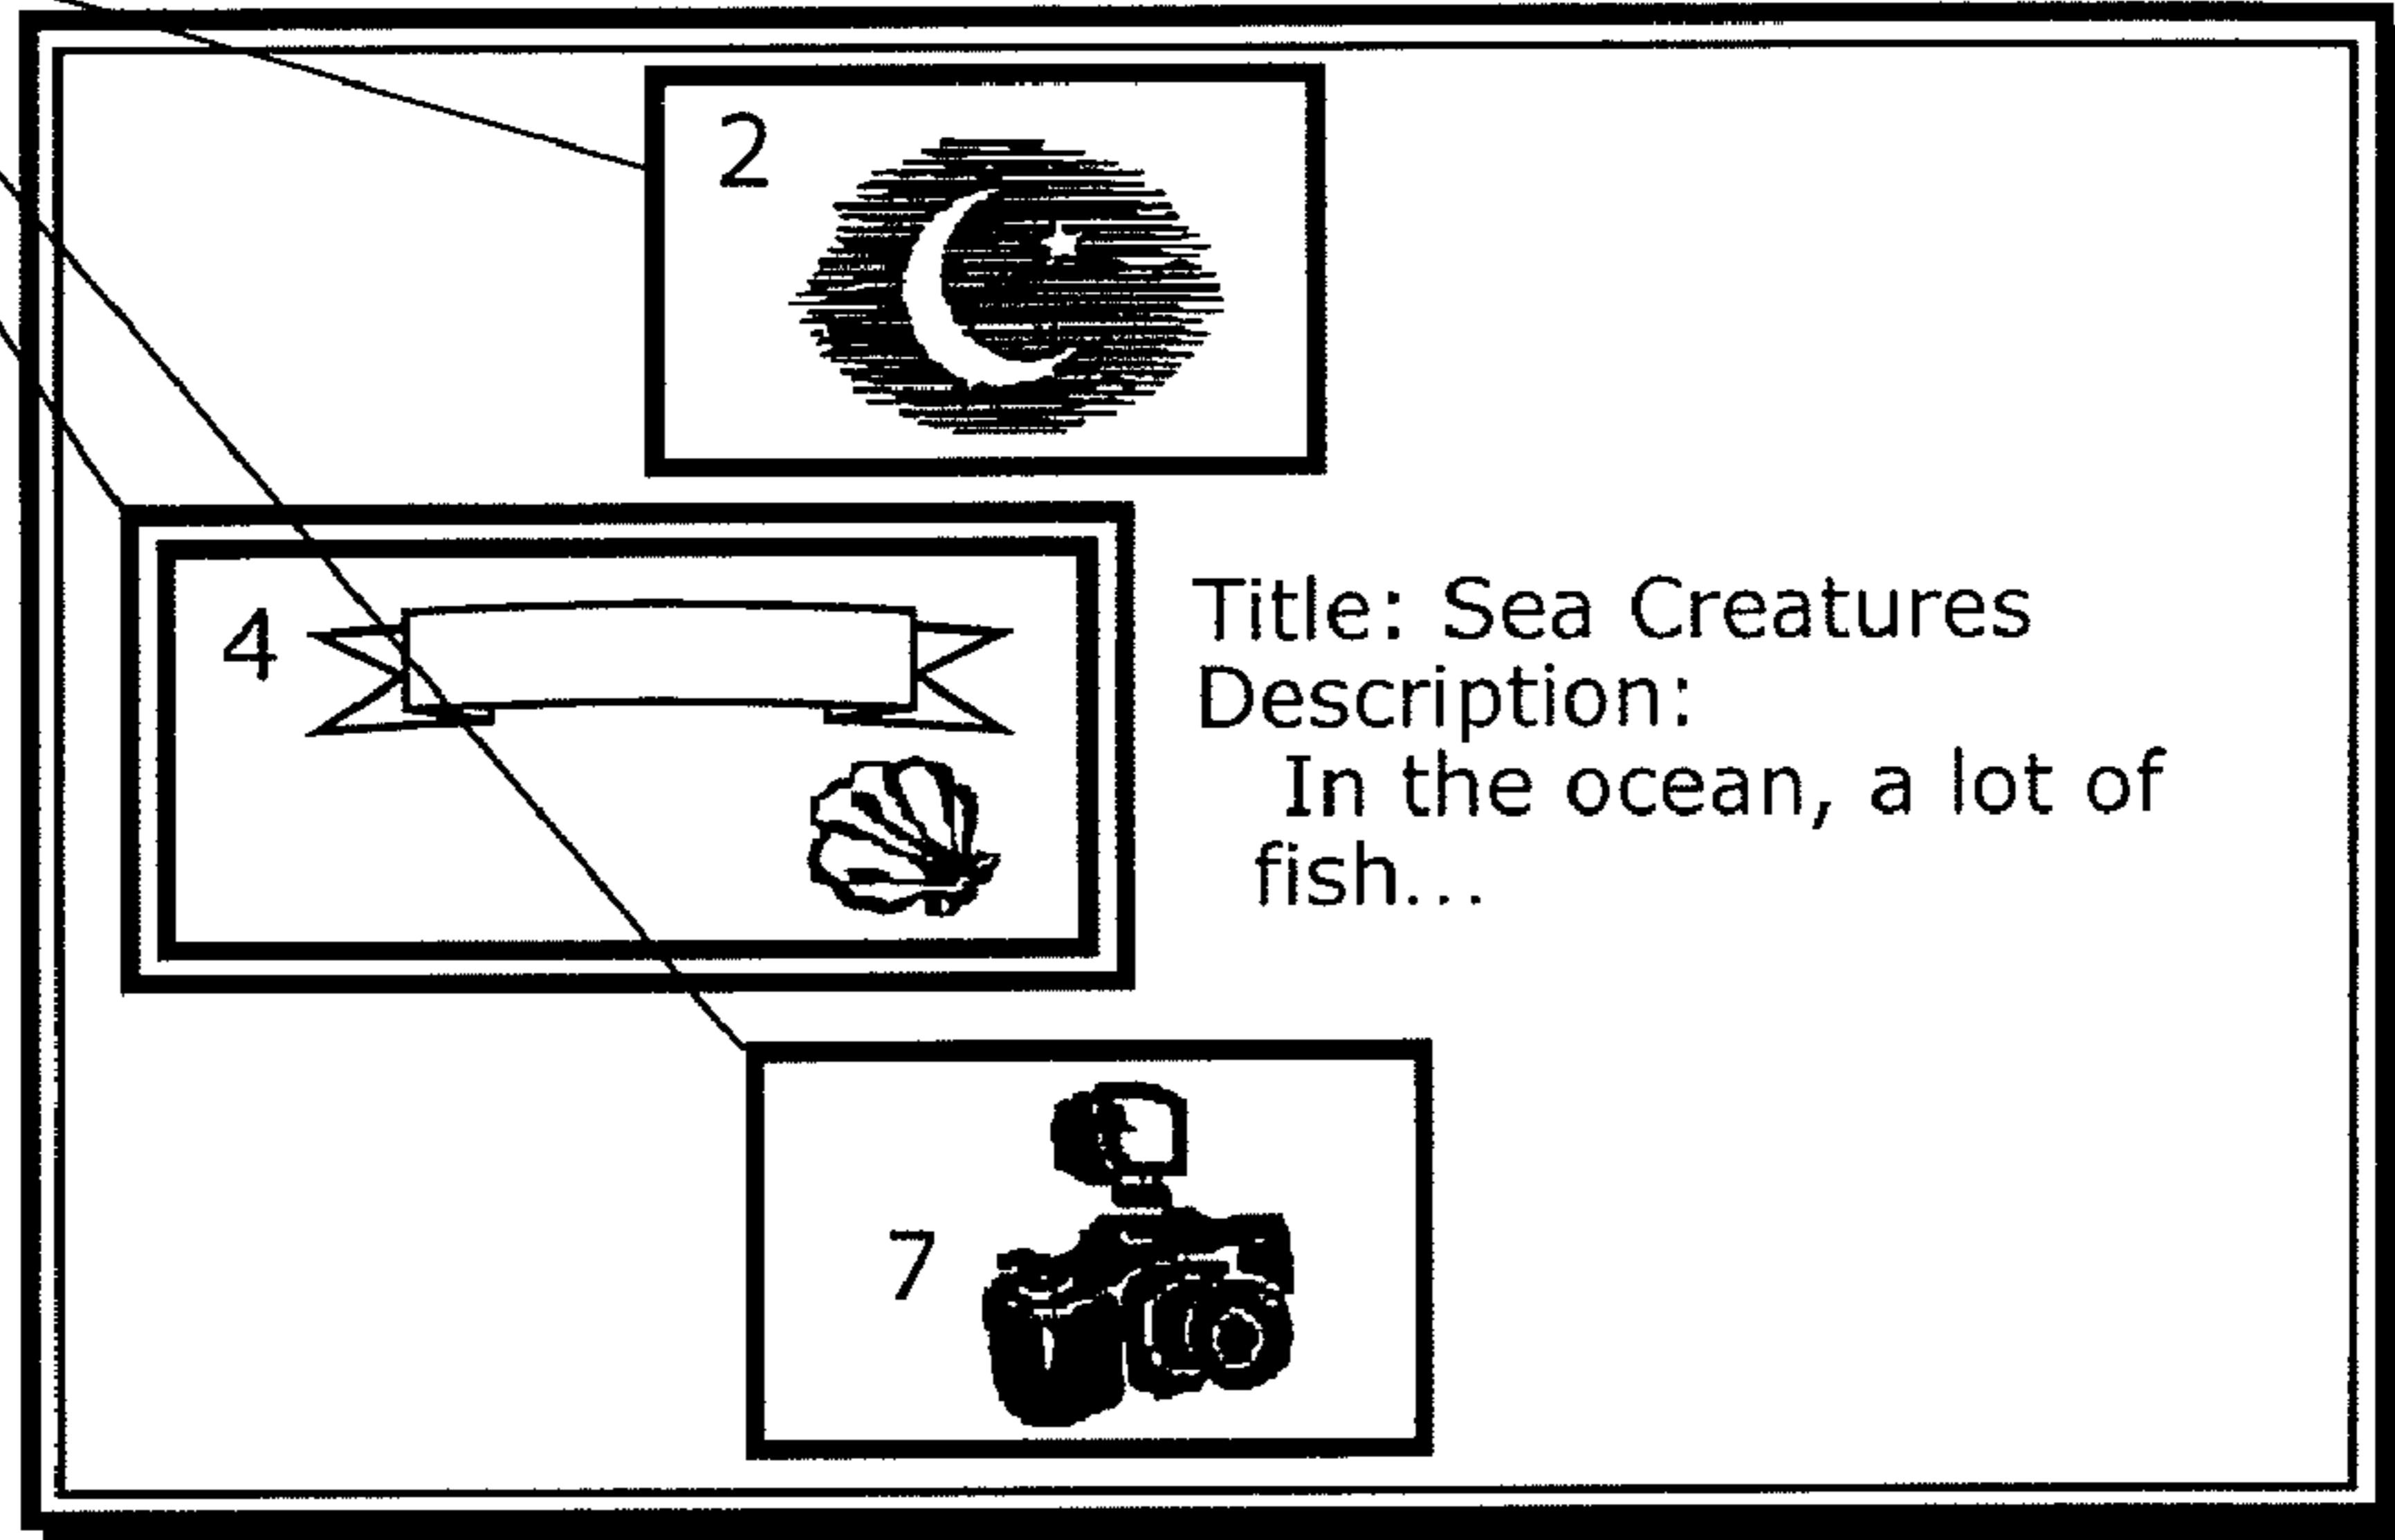 2
4
Title: Sea Creatures
Description:
In the ocean, a lot of
fish...
7